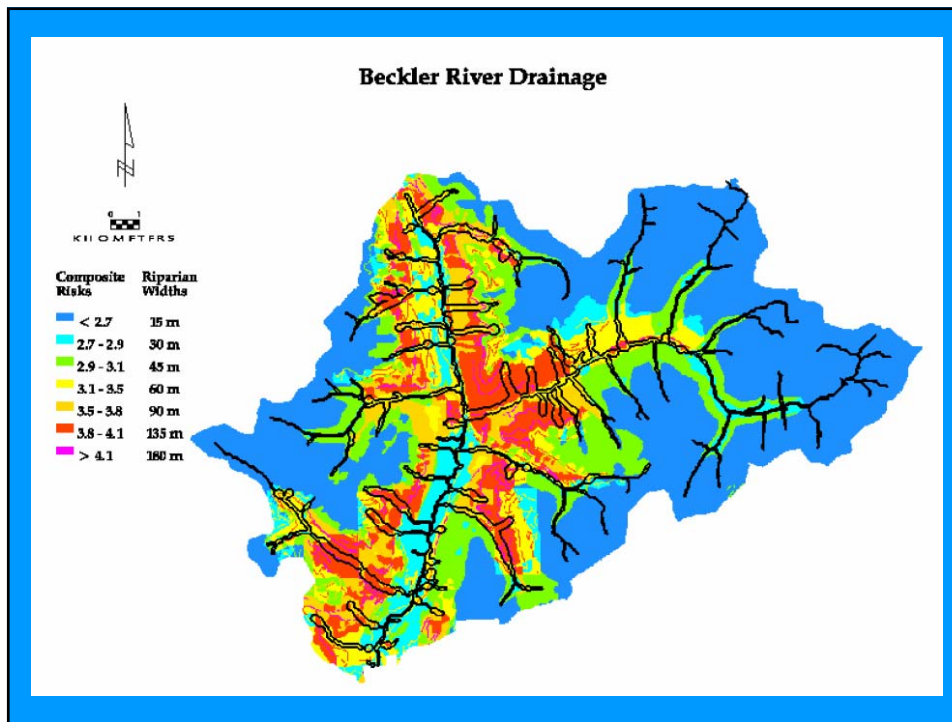 Beckler River Drainage
N
0 1
KILOMETERS
Composite Riparian
Risks Widths
< 2.7 15 m
2.7 - 2.9 30 m
2.9 - 3.1 45 m
3.1 - 3.5 60 m
3.5 - 3.8 90 m
3.8 - 4.1 135 m
> 4.1 180 m